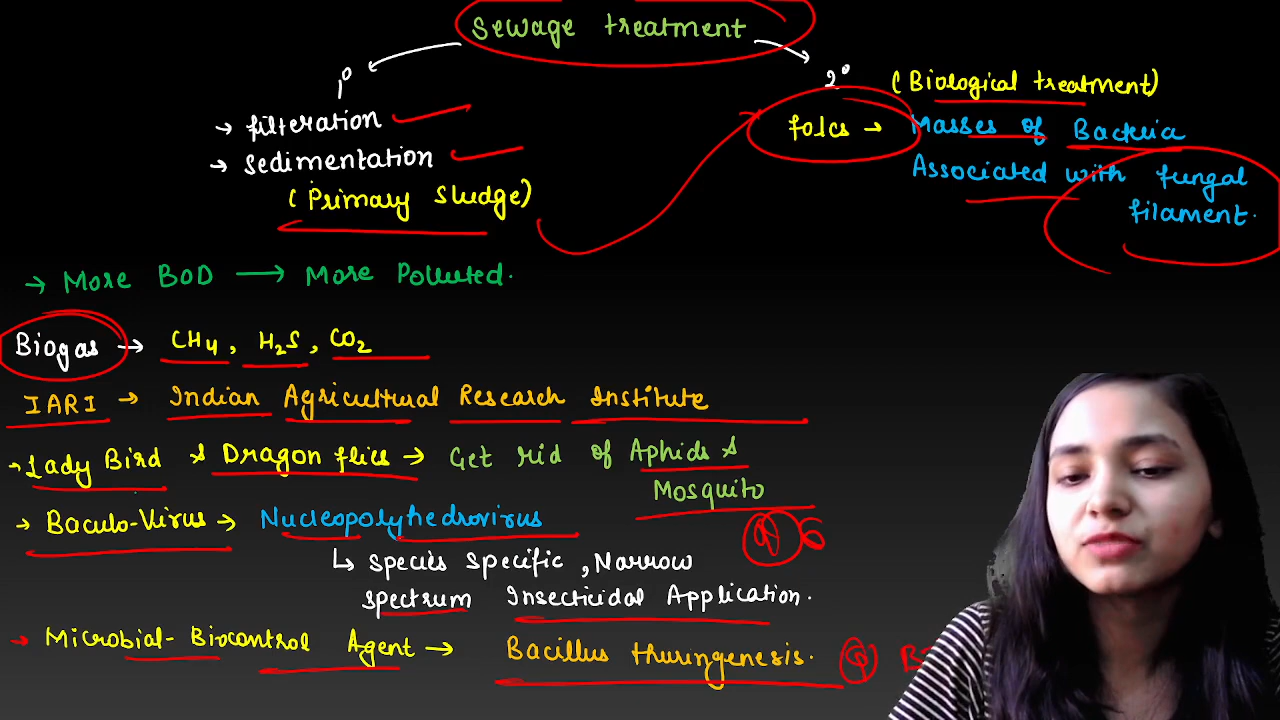 Sewage treatment
1° 2° (Biological treatment)
→ filteration
→ Sedimentation
(Primary Sludge)
folcs → Masses of Bacteria
Associated with fungal
filament.
→ More BOD → More Polluted.
Biogas → CH4, H2S, CO2
IARI → Indian Agricultural Research Institute
→ Lady Bird & Dragon flies → Get rid of Aphids &
Mosquito
→ Baculo-Virus → Nucleopolyhedrovirus
↳ Species Specific, Narrow
Spectrum Insecticidal Application.
→ Microbial-Biocontrol Agent → Bacillus thuringenesis.